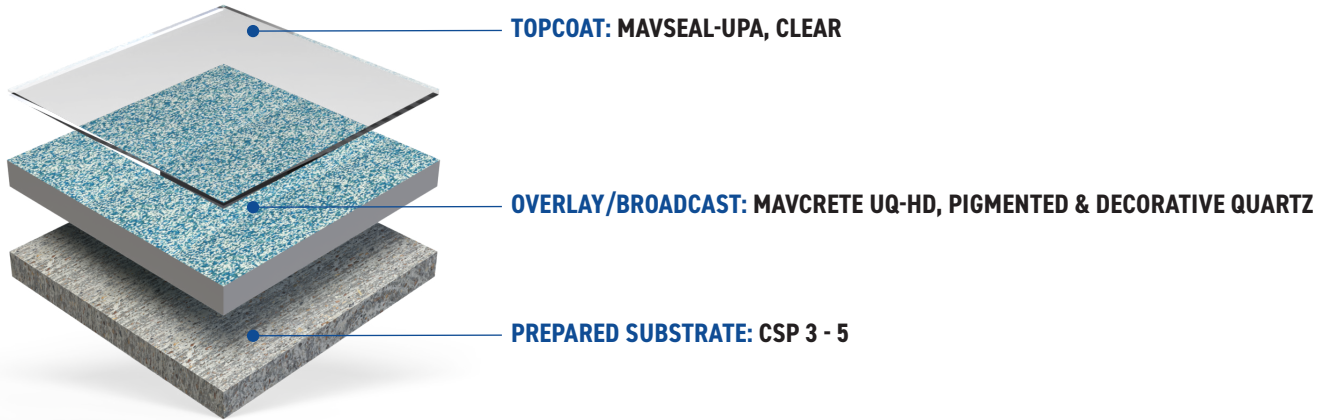 TOPCOAT: MAVSEAL-UPA, CLEAR
OVERLAY/BROADCAST: MAVCRETE UQ-HD, PIGMENTED & DECORATIVE QUARTZ
PREPARED SUBSTRATE: CSP 3 - 5